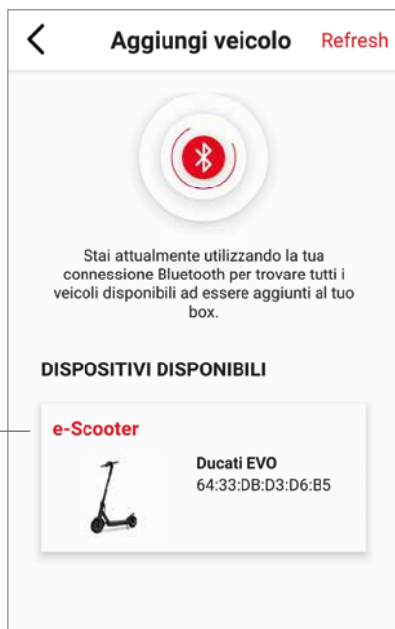 Aggiungi veicolo Refresh
Stai attualmente utilizzando la tua
connessione Bluetooth per trovare tutti i
veicoli disponibili ad essere aggiunti al tuo
box.
DISPOSITIVI DISPONIBILI
e-Scooter
Ducati EVO
64:33:DB:D3:D6:B5